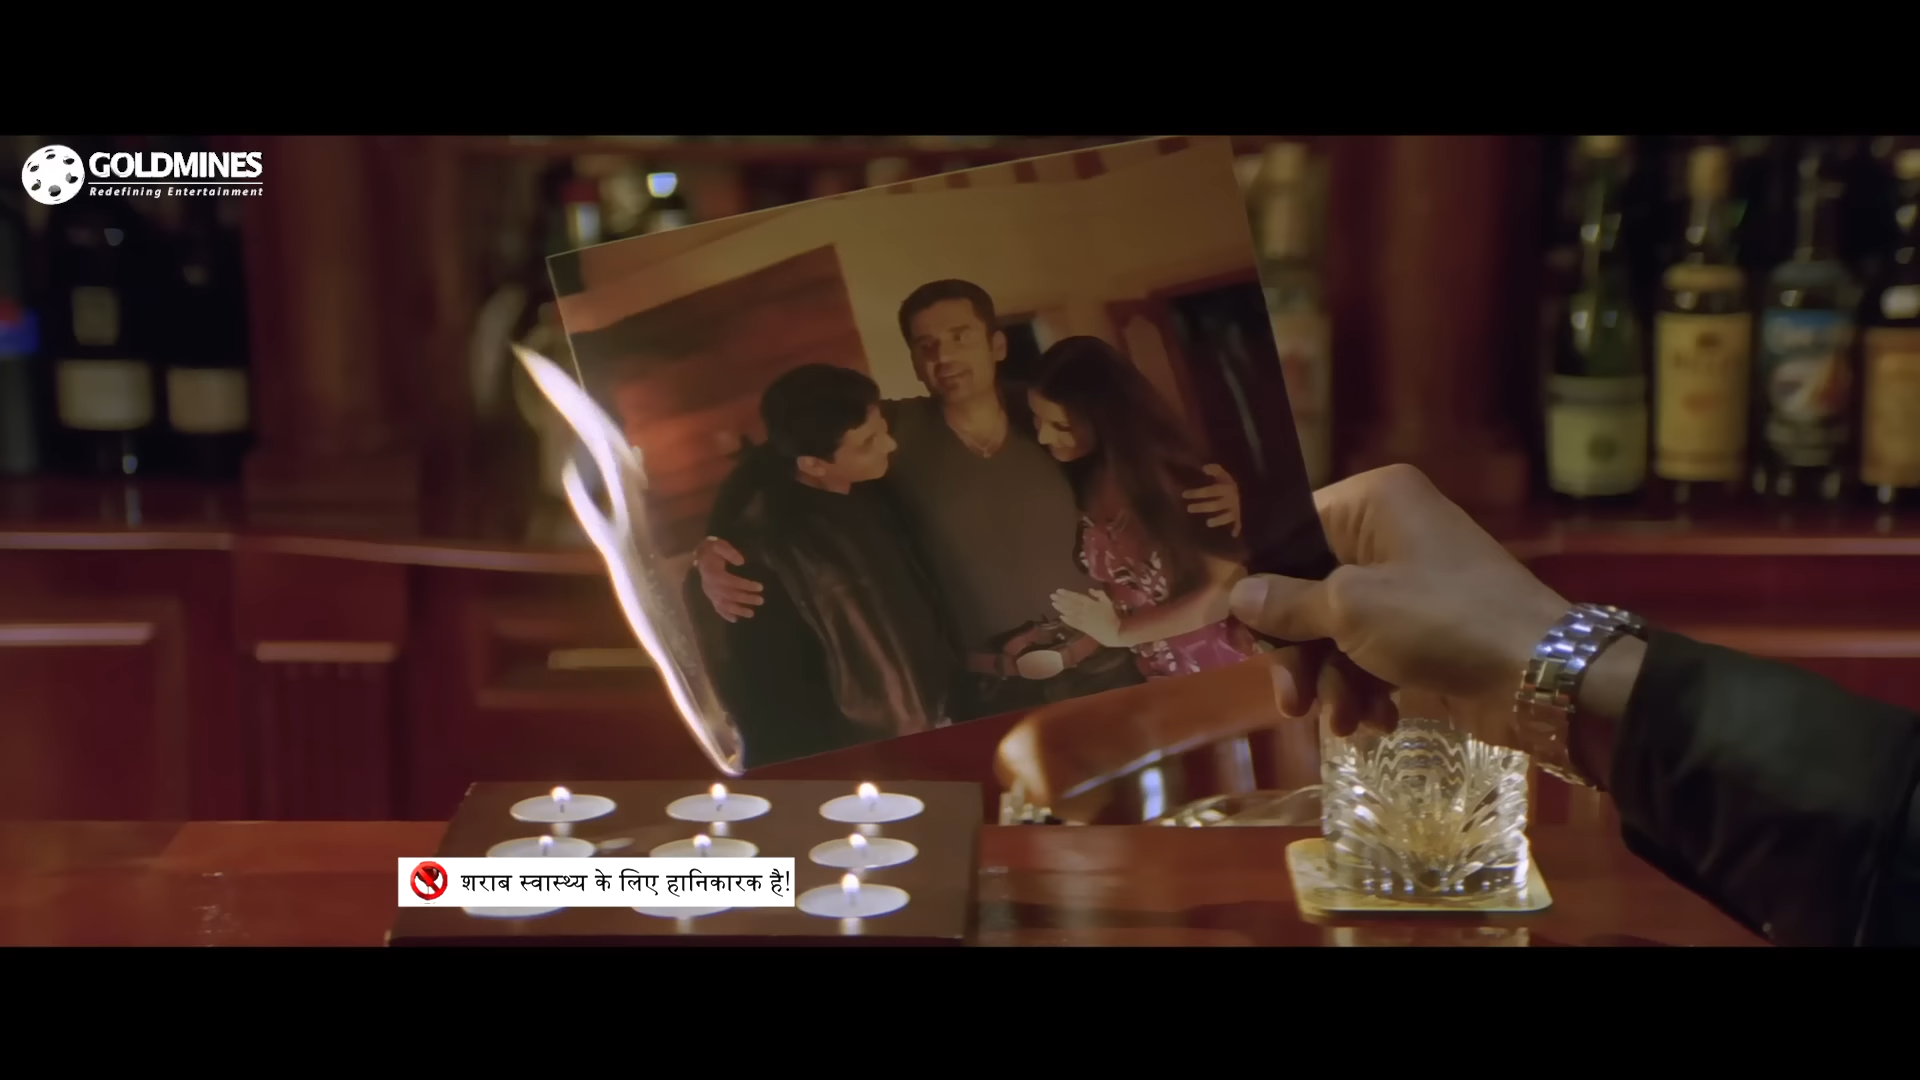 GOLDMINES
Redefining Entertainment
शराब स्वास्थ्य के लिए हानिकारक है!